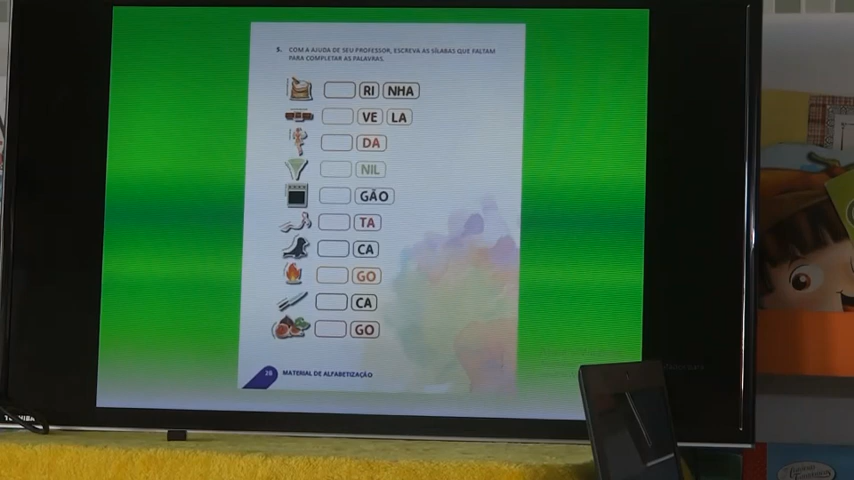 5. COM A AJUDA DE SEU PROFESSOR, ESCREVA AS SÍLABAS QUE FALTAM
PARA COMPLETAR AS PALAVRAS.
RI NHA
VE LA
DA
NIL
GÃO
TA
CA
GO
CA
GO
28 MATERIAL DE ALFABETIZAÇÃO